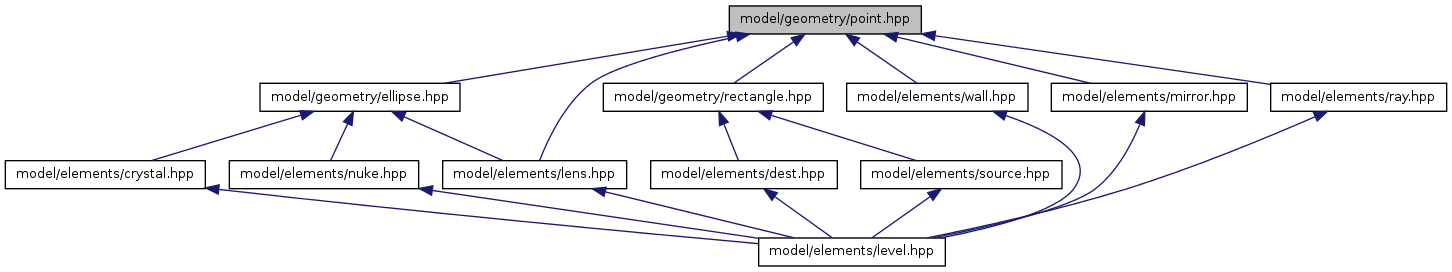 model/geometry/point.hpp
model/geometry/ellipse.hpp
model/geometry/rectangle.hpp
model/elements/wall.hpp
model/elements/mirror.hpp
model/elements/ray.hpp
model/elements/crystal.hpp
model/elements/nuke.hpp
model/elements/lens.hpp
model/elements/dest.hpp
model/elements/source.hpp
model/elements/level.hpp